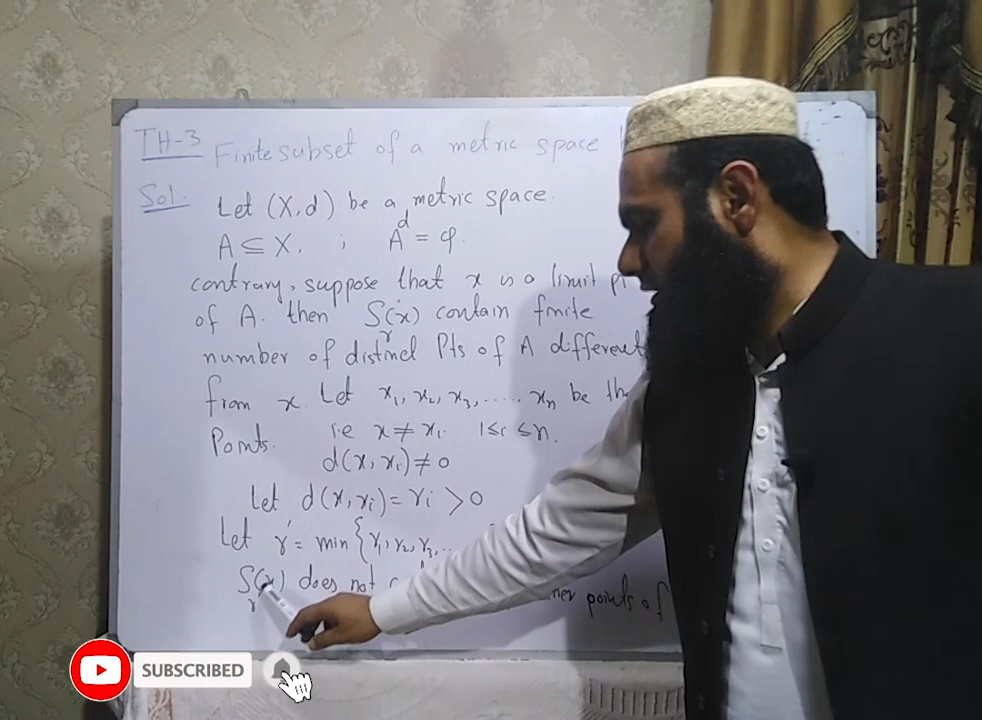 TH-3 Finite subset of a metric space
Sol. Let (X,d) be a metric space.
A ⊆ X, ; A^d = φ.
contrary, suppose that x is a limit pt
of A. then S_r(x) contain finite
number of distinct Pts of A different
from x. Let x₁, x₂, x₃, ....., xₙ be the
Points. i.e x ≠ xᵢ 1≤i≤n.
d(x, xᵢ) ≠ 0
Let d(x, xᵢ) = rᵢ > 0
Let r' = min {r₁, r₂, r₃, ...
S(x) does not points of
SUBSCRIBED